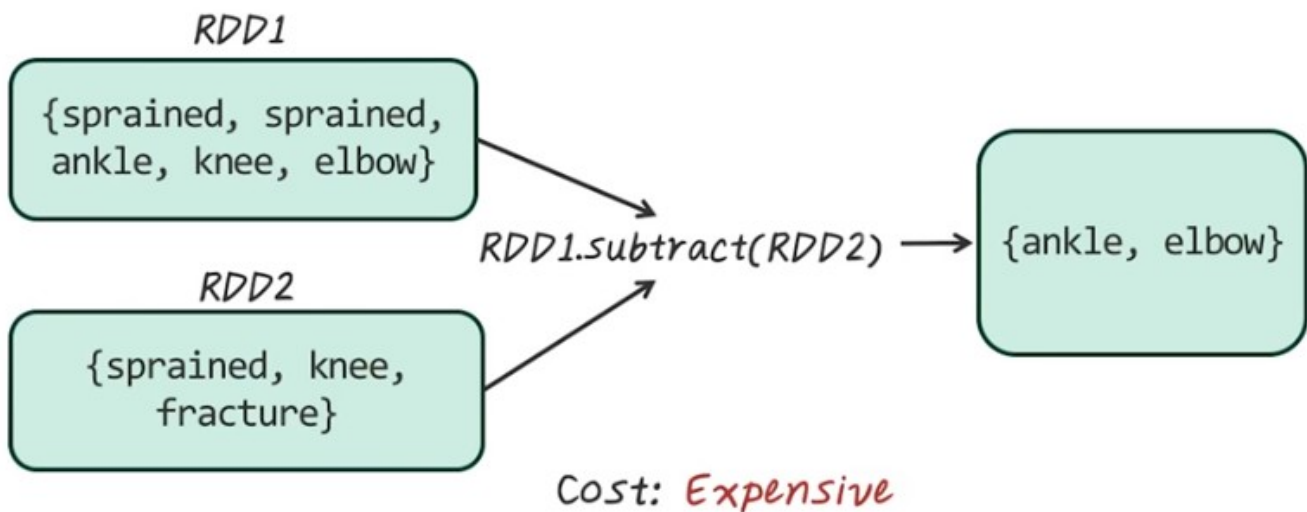 RDD1
{sprained, sprained,
ankle, knee, elbow}
RDD1.subtract(RDD2)
{ankle, elbow}
RDD2
{sprained, knee,
fracture}
Cost: Expensive